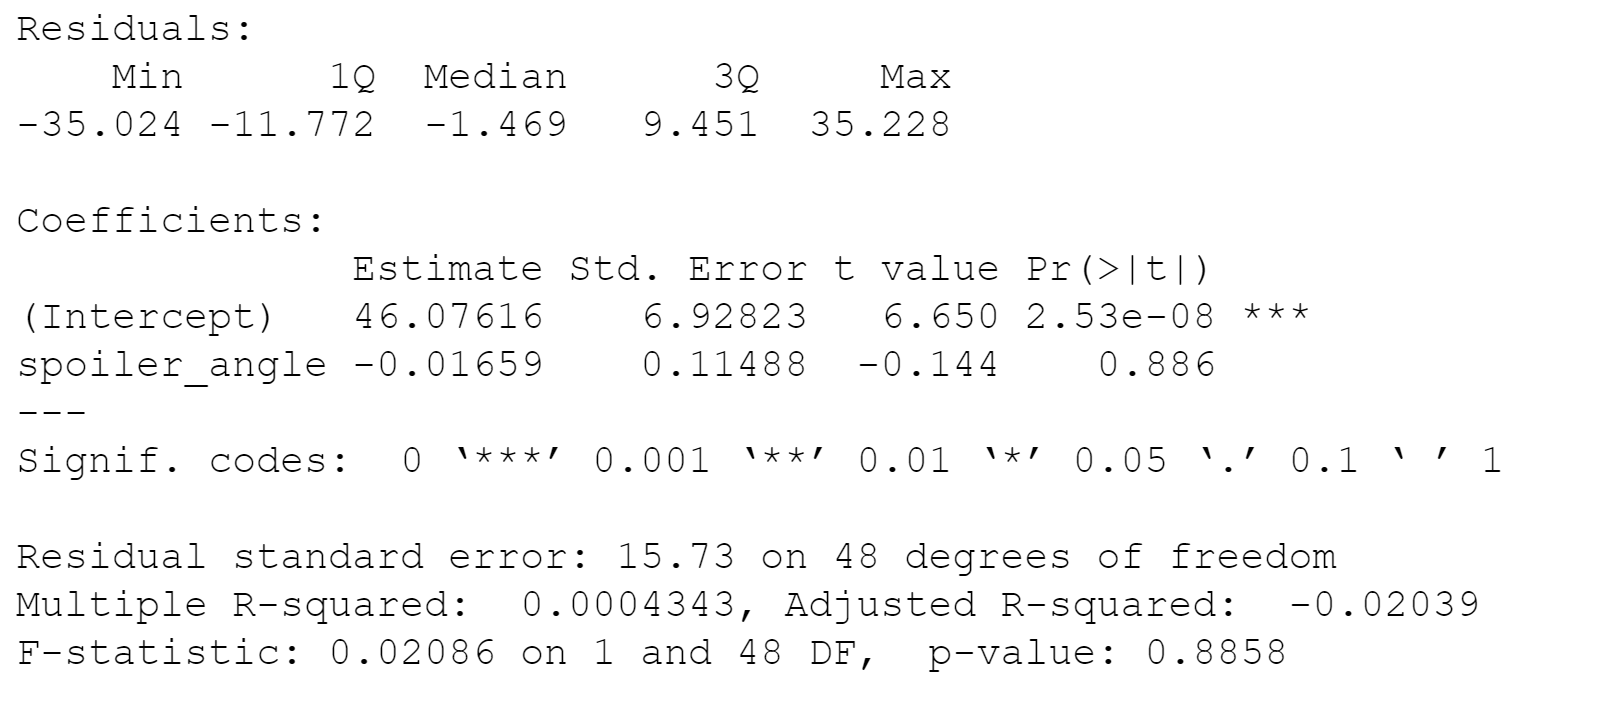 Residuals:
    Min      1Q  Median      3Q     Max
-35.024 -11.772  -1.469   9.451  35.228

Coefficients:
              Estimate Std. Error t value Pr(>|t|)
(Intercept)   46.07616    6.92823   6.650 2.53e-08 ***
spoiler_angle -0.01659    0.11488  -0.144    0.886
---
Signif. codes:  0 ‘***’ 0.001 ‘**’ 0.01 ‘*’ 0.05 ‘.’ 0.1 ‘ ’ 1

Residual standard error: 15.73 on 48 degrees of freedom
Multiple R-squared:  0.0004343, Adjusted R-squared:  -0.02039
F-statistic: 0.02086 on 1 and 48 DF,  p-value: 0.8858